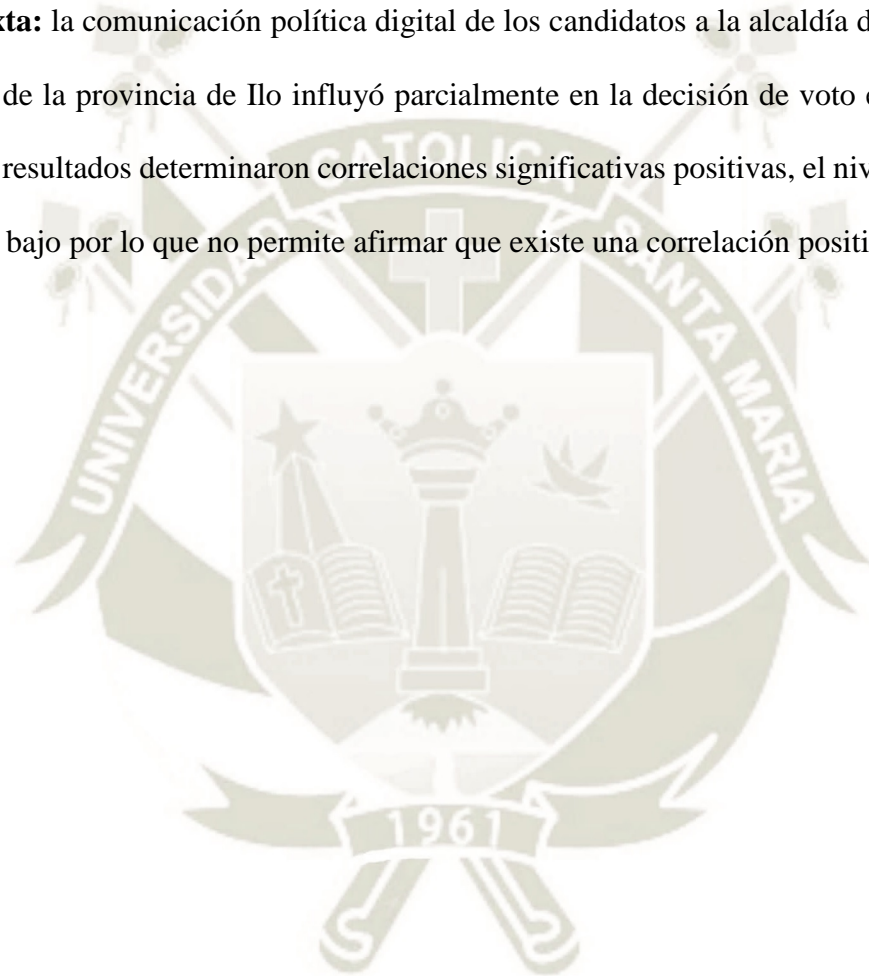 xta: la comunicación política digital de los candidatos a la alcaldía d
de la provincia de Ilo influyó parcialmente en la decisión de voto
resultados determinaron correlaciones significativas positivas, el niv
bajo por lo que no permite afirmar que existe una correlación positi
UNIVERSIDAD CATOLICA SANTA MARIA
1961